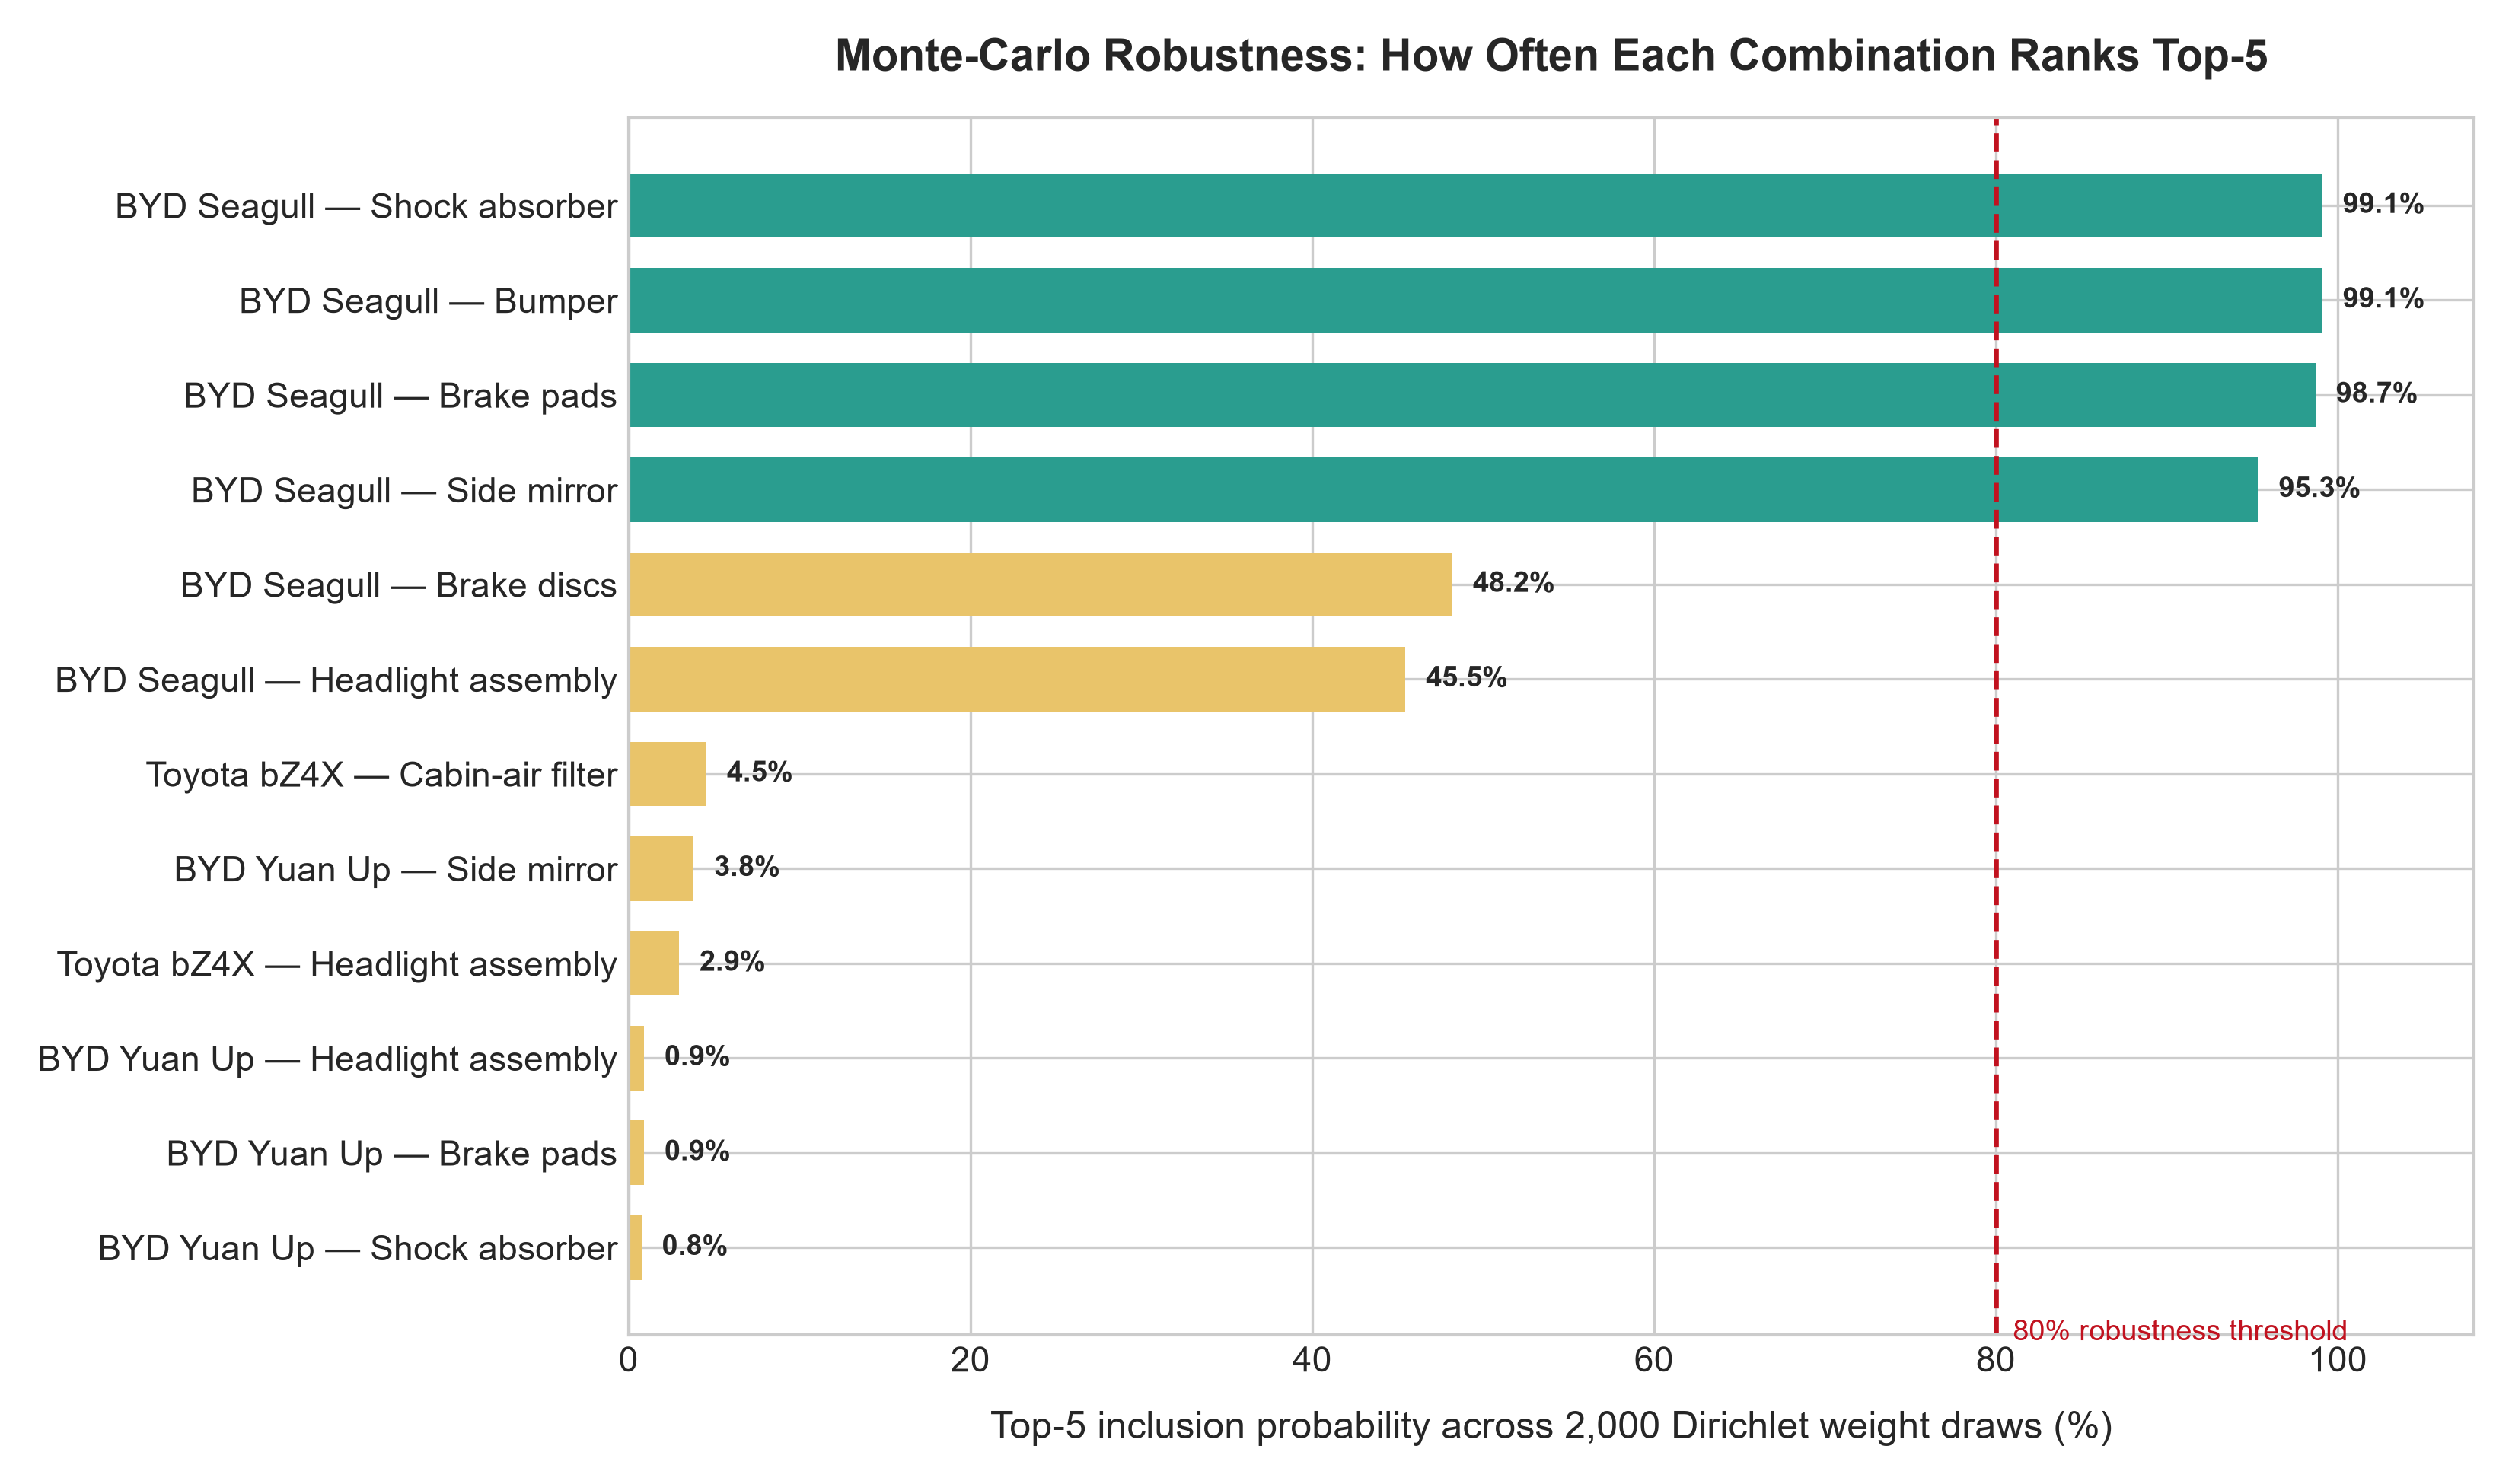 Monte-Carlo Robustness: How Often Each Combination Ranks Top-5
BYD Seagull — Shock absorber 99.1%
BYD Seagull — Bumper 99.1%
BYD Seagull — Brake pads 98.7%
BYD Seagull — Side mirror 95.3%
BYD Seagull — Brake discs 48.2%
BYD Seagull — Headlight assembly 45.5%
Toyota bZ4X — Cabin-air filter 4.5%
BYD Yuan Up — Side mirror 3.8%
Toyota bZ4X — Headlight assembly 2.9%
BYD Yuan Up — Headlight assembly 0.9%
BYD Yuan Up — Brake pads 0.9%
BYD Yuan Up — Shock absorber 0.8%
80% robustness threshold
0 20 40 60 80 100
Top-5 inclusion probability across 2,000 Dirichlet weight draws (%)